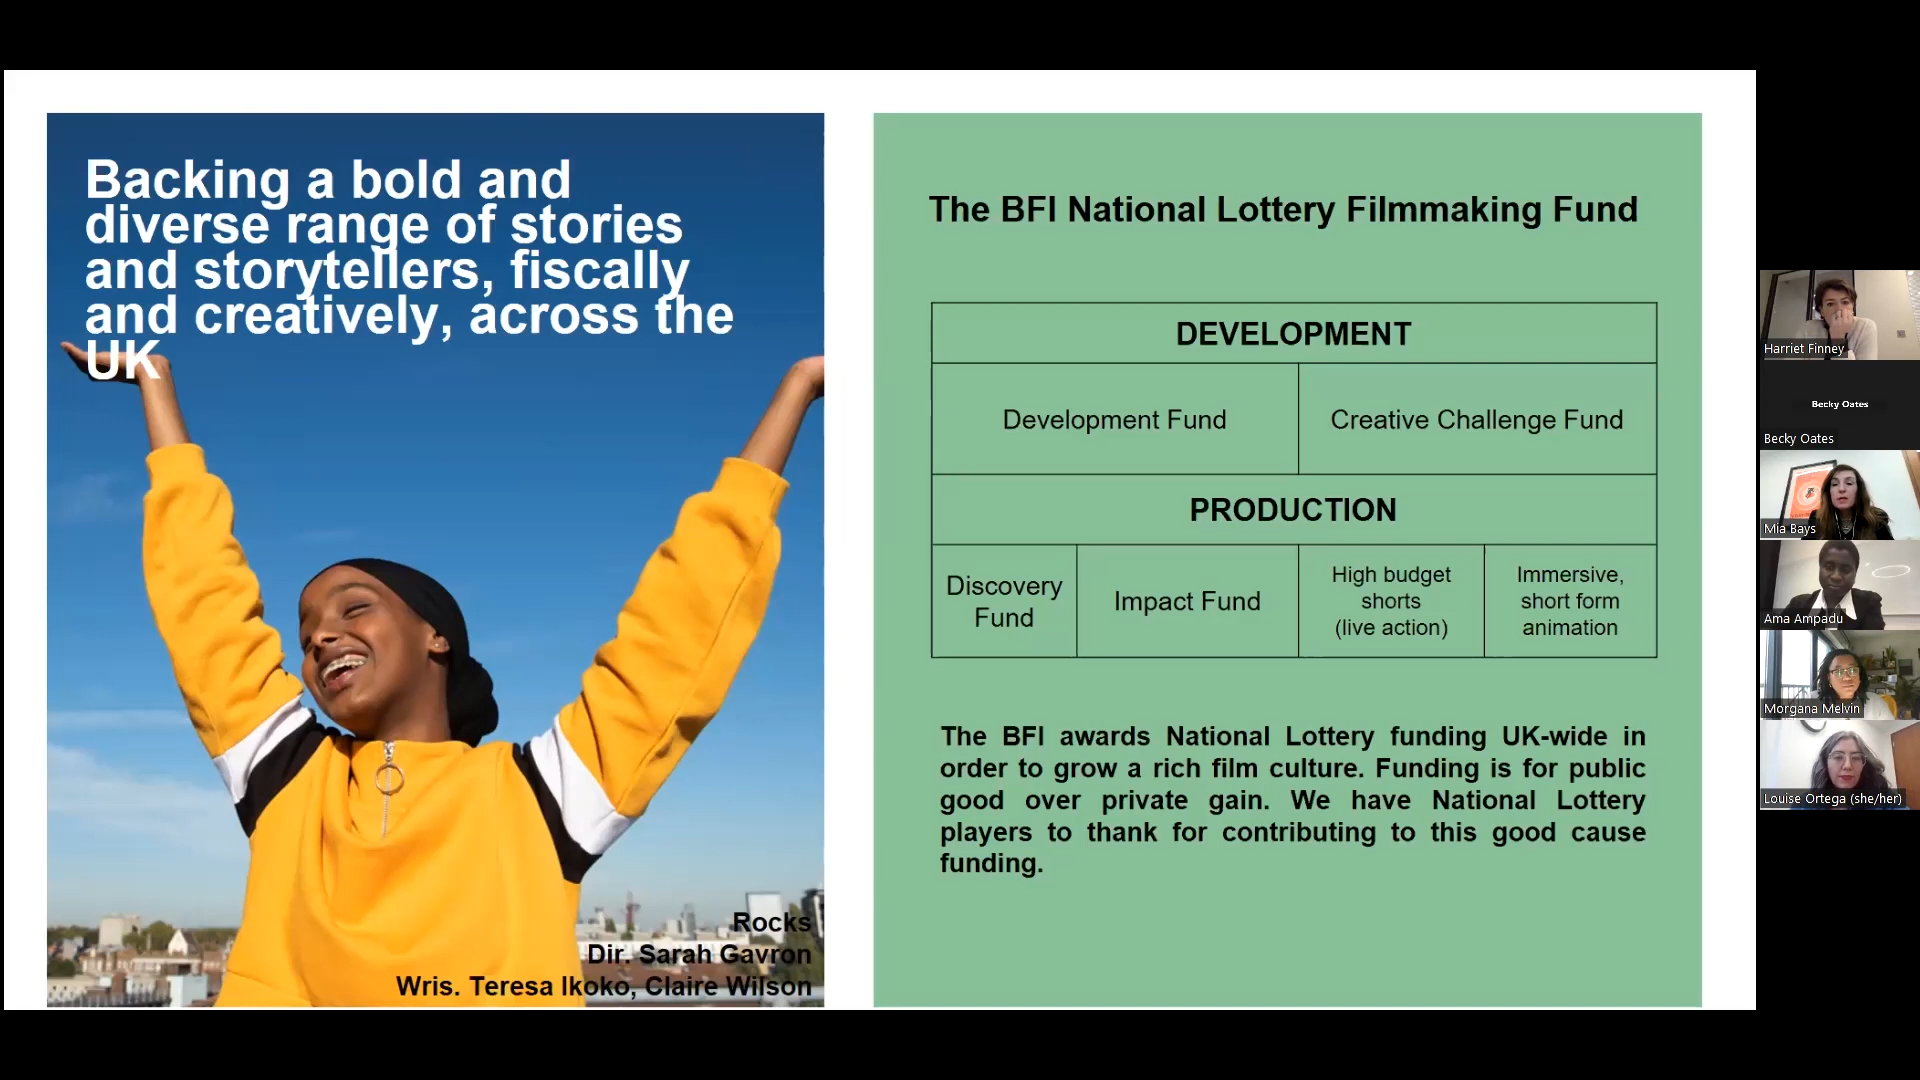 Backing a bold and
diverse range of stories
and storytellers, fiscally
and creatively, across the
UK
Rocks
Dir. Sarah Gavron
Wris. Teresa Ikoko, Claire Wilson
The BFI National Lottery Filmmaking Fund
DEVELOPMENT
Development Fund
Creative Challenge Fund
PRODUCTION
Discovery
Fund
Impact Fund
High budget
shorts
(live action)
Immersive,
short form
animation
The BFI awards National Lottery funding UK-wide in
order to grow a rich film culture. Funding is for public
good over private gain. We have National Lottery
players to thank for contributing to this good cause
funding.
Harriet Finney
Becky Oates
Becky Oates
Mia Bays
Ama Ampadu
Morgana Melvin
Louise Ortega (she/her)